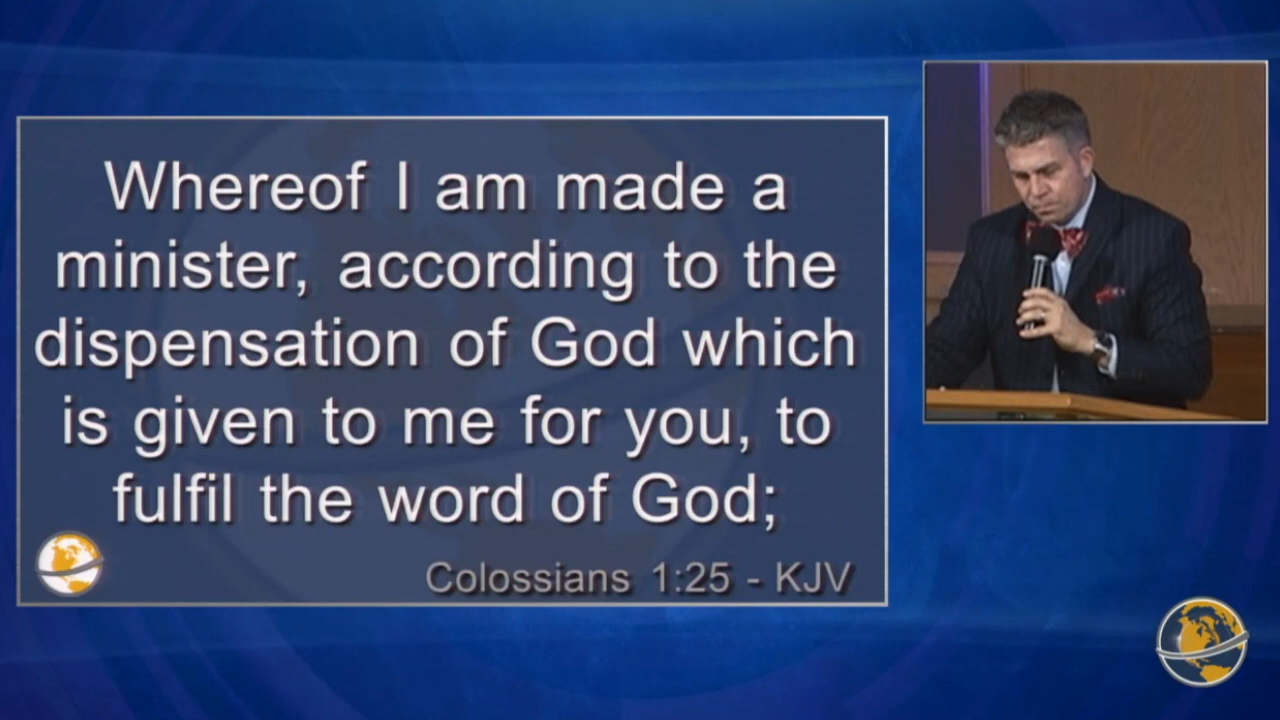 Whereof I am made a
minister, according to the
dispensation of God which
is given to me for you, to
fulfil the word of God;
Colossians 1:25 - KJV